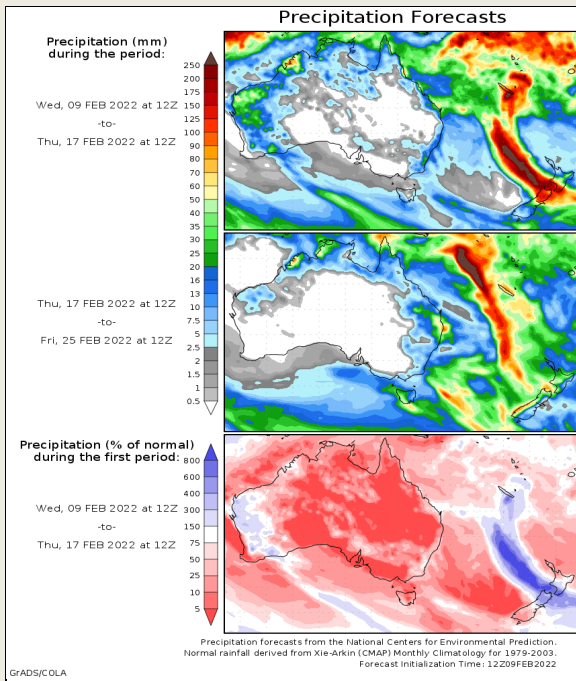 Precipitation Forecasts
Precipitation (mm)
during the period:
Wed, 09 FEB 2022 at 12Z
-to-
Thu, 17 FEB 2022 at 12Z
250
200
175
150
125
100
90
80
70
60
50
40
35
30
25
20
16
13
10
7.5
5
2.5
2
1.5
1
0.5
Thu, 17 FEB 2022 at 12Z
-to-
Fri, 25 FEB 2022 at 12Z
Precipitation (% of normal)
during the first period:
Wed, 09 FEB 2022 at 12Z
-to-
Thu, 17 FEB 2022 at 12Z
800
600
400
300
150
75
50
25
10
5
Precipitation forecasts from the National Centers for Environmental Prediction.
Normal rainfall derived from Xie-Arkin (CMAP) Monthly Climatology for 1979-2003.
Forecast Initialization Time: 12Z09FEB2022
GrADS/COLA